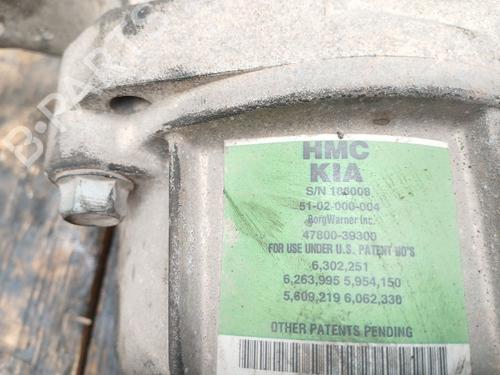 HMC
KIA
S/N 186008
51-02-000-004
BorgWarner Inc.
47800-39300
FOR USE UNDER U.S. PATENT NO'S
6,302,251
6,263,995 5,954,150
5,609,219 6,062,330
OTHER PATENTS PENDING